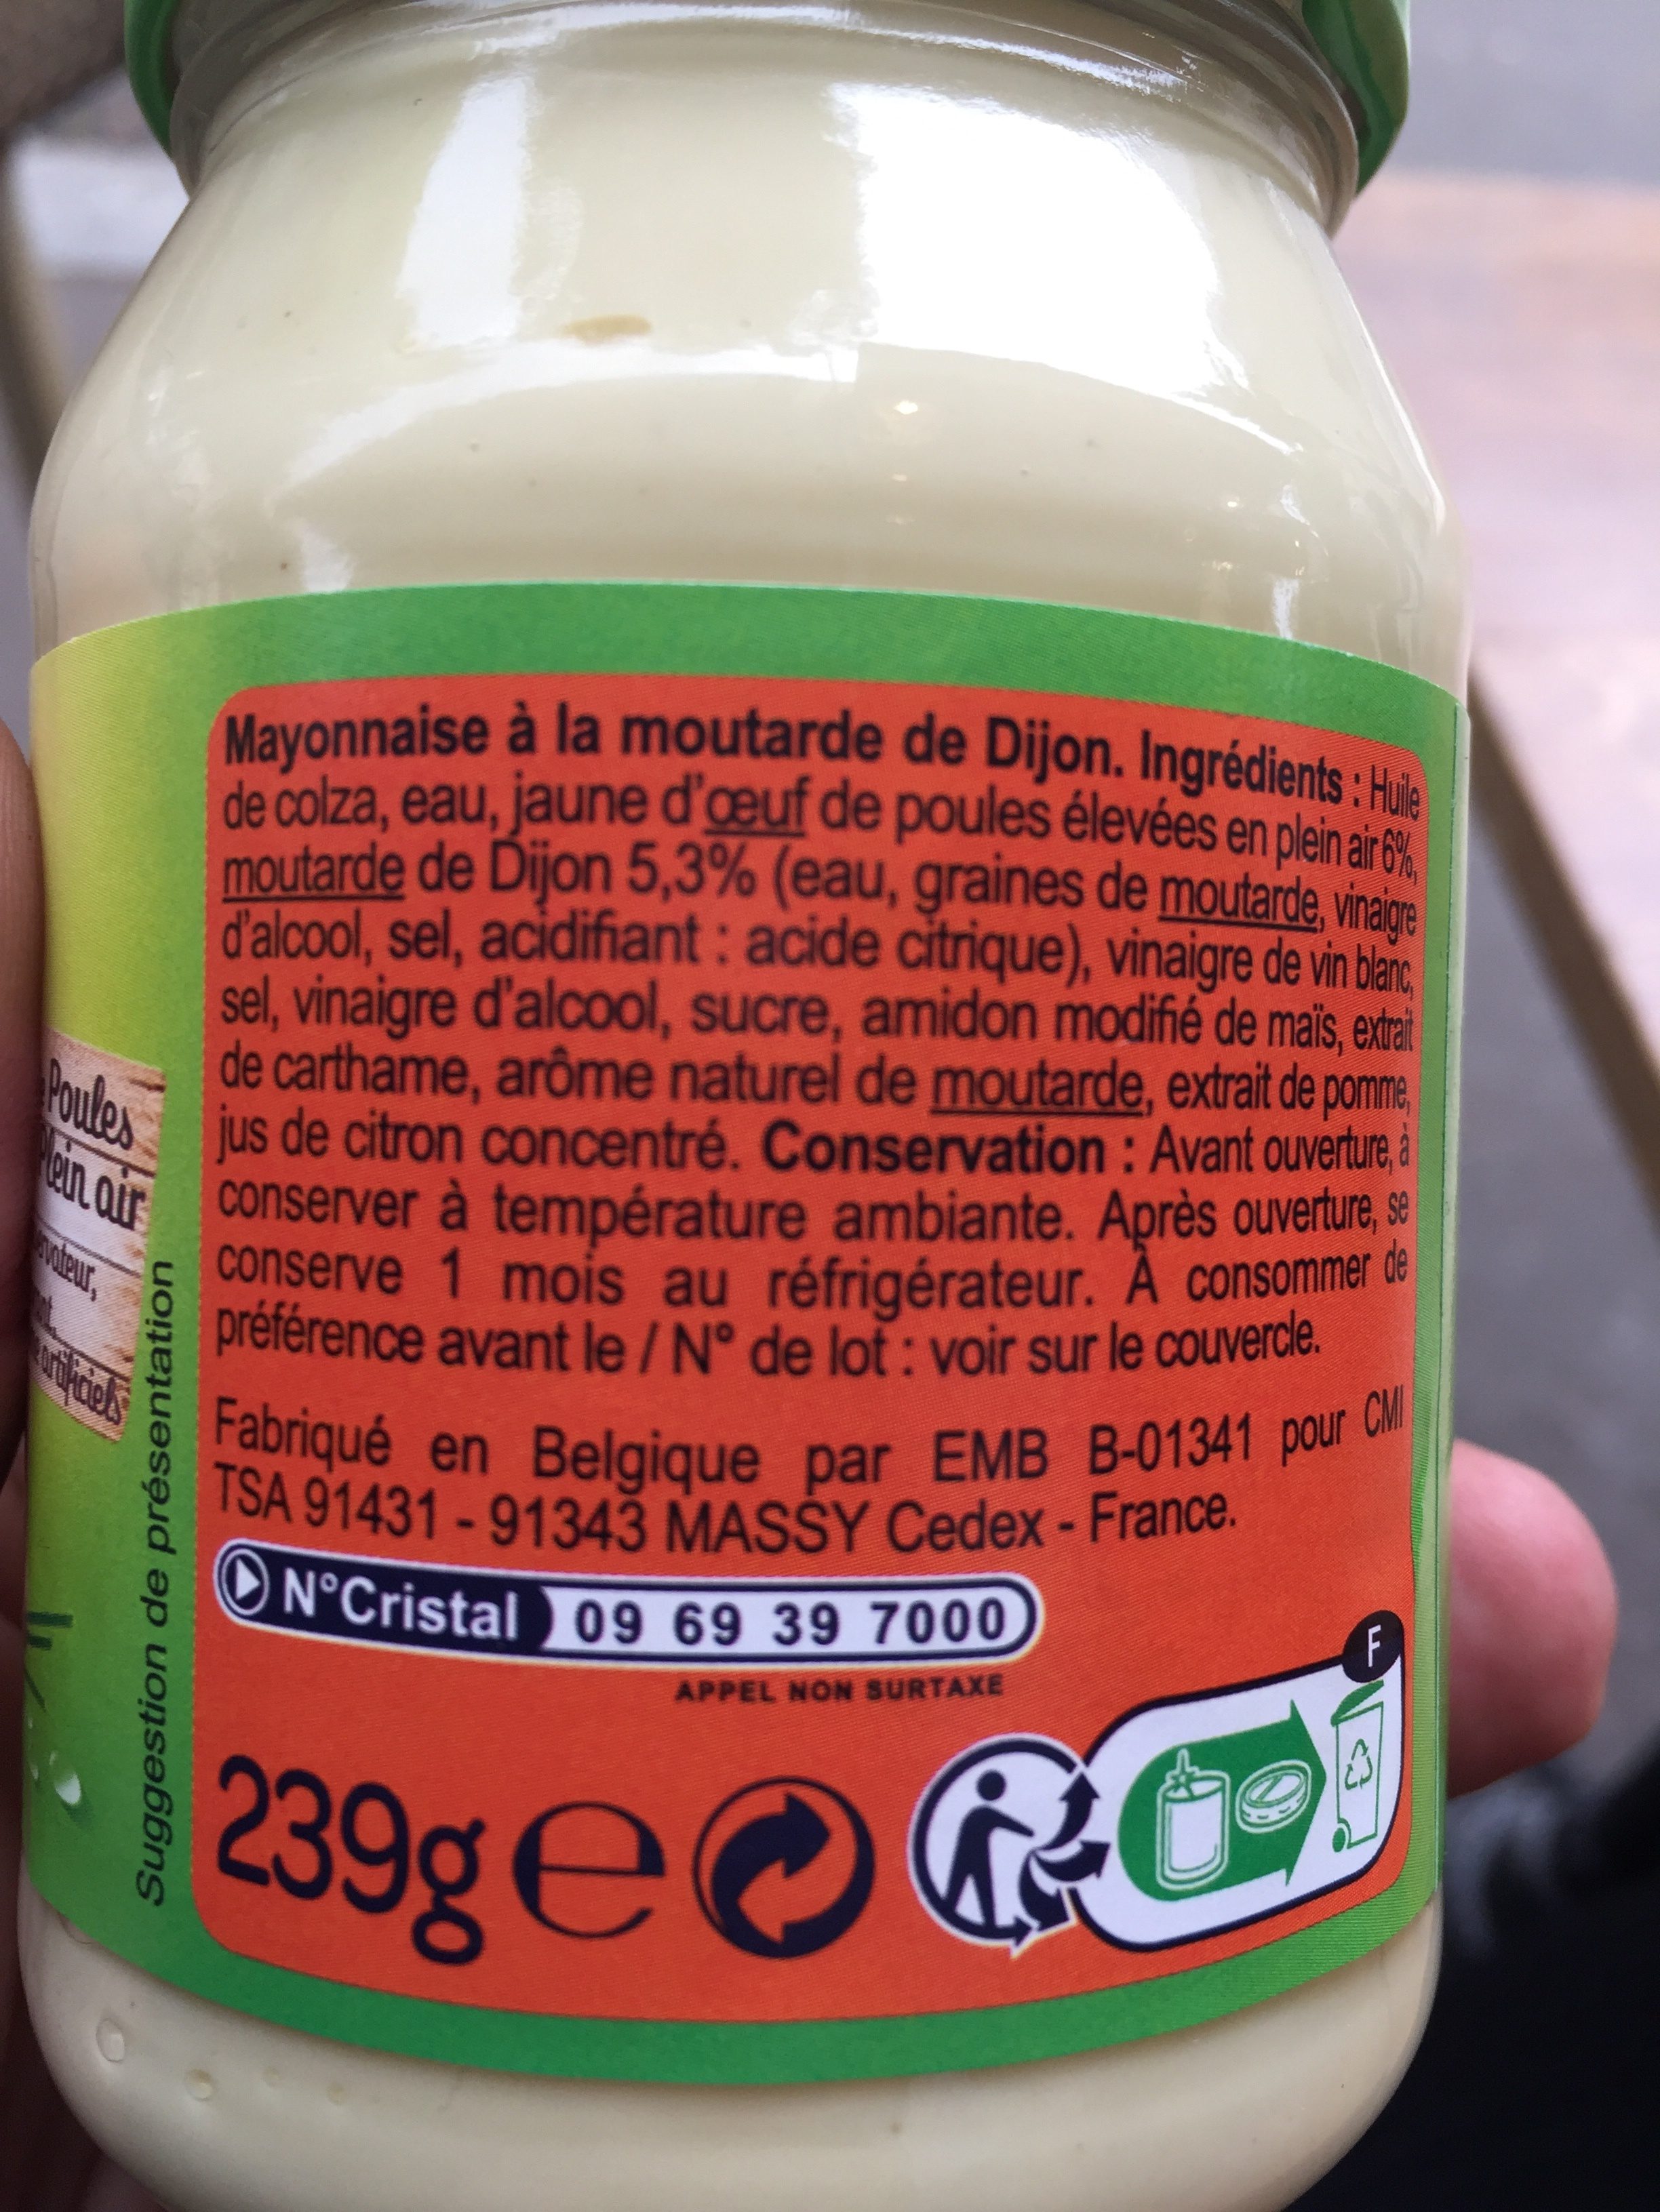 Mayonnaise à la moutarde de Dijon. Ingrédients : Huile
de colza, eau, jaune d'œuf de poules élevées en plein air 6%,
moutarde de Dijon 5,3% (eau, graines de moutarde, vinaigre
d'alcool, sel, acidifiant : acide citrique), vinaigre de vin blanc,
sel, vinaigre d'alcool, sucre, amidon modifié de maïs, extrait
de carthame, arôme naturel de moutarde, extrait de pomme,
jus de citron concentré. Conservation : Avant ouverture, à
conserver à température ambiante. Après ouverture, se
conserve 1 mois au réfrigérateur. À consommer de
préférence avant le / N° de lot : voir sur le couvercle.
Fabriqué en Belgique par EMB B-01341 pour CMI
TSA 91431 - 91343 MASSY Cedex - France.
N°Cristal 09 69 39 7000
APPEL NON SURTAXE
239g e
F
Poules
air
artificiels
Suggestion de présentation